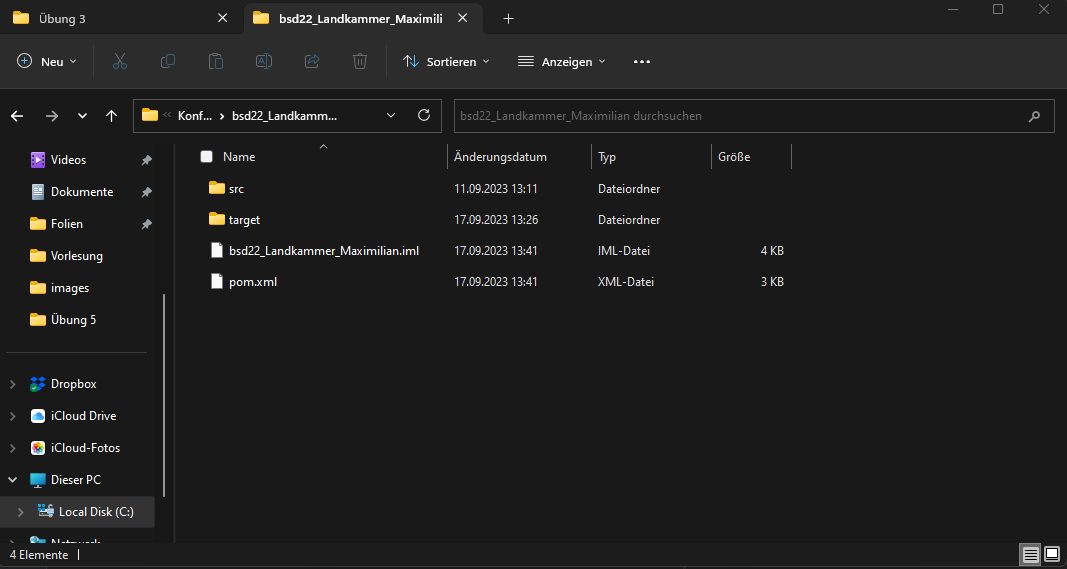 Übung 3
bsd22_Landkammer_Maximili
Neu
Sortieren
Anzeigen
Konf... bsd22_Landkamm...
bsd22_Landkammer_Maximilian durchsuchen
Videos
Dokumente
Folien
Vorlesung
images
Übung 5
Dropbox
iCloud Drive
iCloud-Fotos
Dieser PC
Local Disk (C:)
Netzwerk
Name Änderungsdatum Typ Größe
src 11.09.2023 13:11 Dateiordner
target 17.09.2023 13:26 Dateiordner
bsd22_Landkammer_Maximilian.iml 17.09.2023 13:41 IML-Datei 4 KB
pom.xml 17.09.2023 13:41 XML-Datei 3 KB
4 Elemente